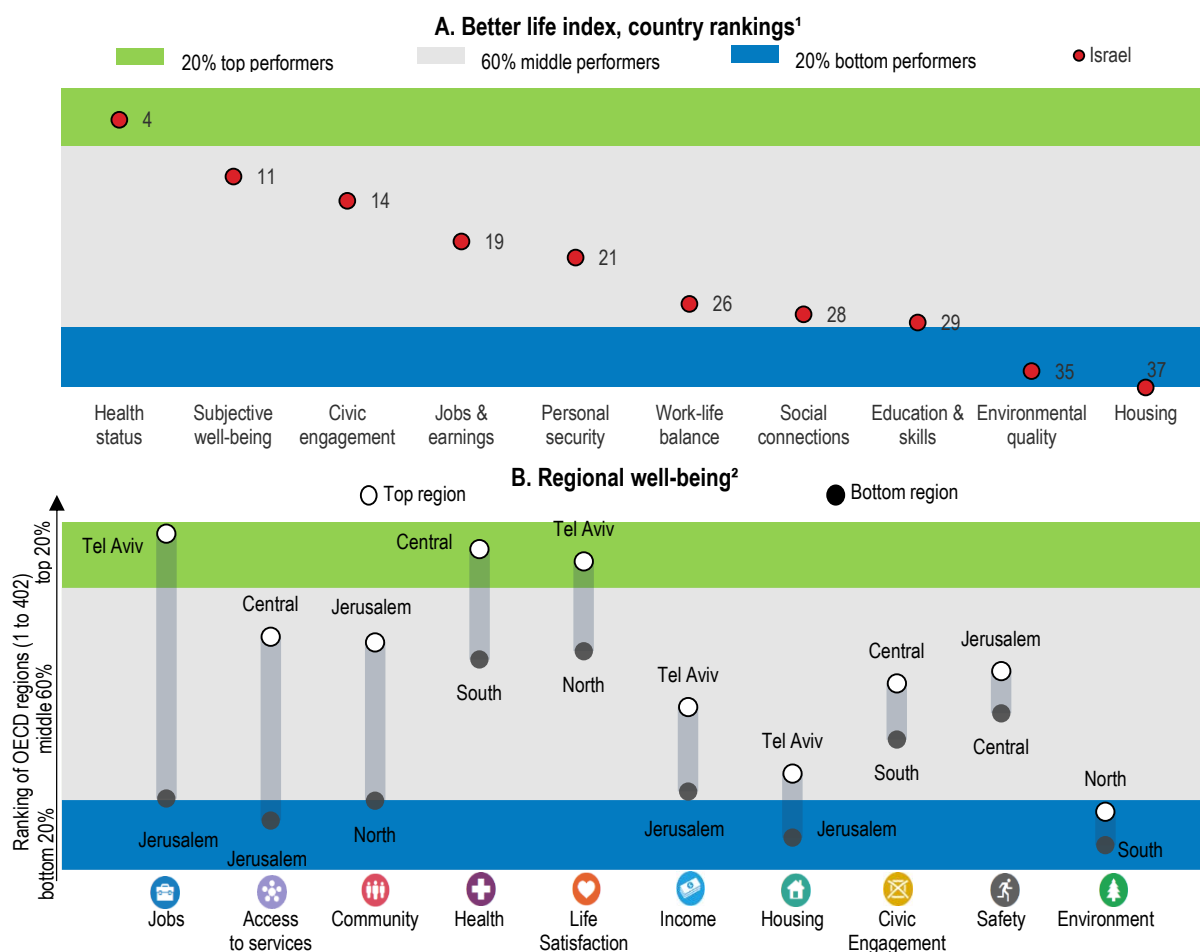 A. Better life index, country rankings¹
20% top performers
60% middle performers
20% bottom performers
Israel
4
11
14
19
21
26
28
29
35
37
Health
status
Subjective
well-being
Civic
engagement
Jobs &
earnings
Personal
security
Work-life
balance
Social
connections
Education &
skills
Environmental
quality
Housing
B. Regional well-being²
Top region
Bottom region
Ranking of OECD regions (1 to 402)
bottom 20%
middle 60%
top 20%
Tel Aviv
Jerusalem
Central
Jerusalem
Jerusalem
North
Central
South
Tel Aviv
North
Tel Aviv
Jerusalem
Tel Aviv
Jerusalem
Central
South
Jerusalem
Central
North
South
Jobs
Access
to services
Community
Health
Life
Satisfaction
Income
Housing
Civic
Engagement
Safety
Environment